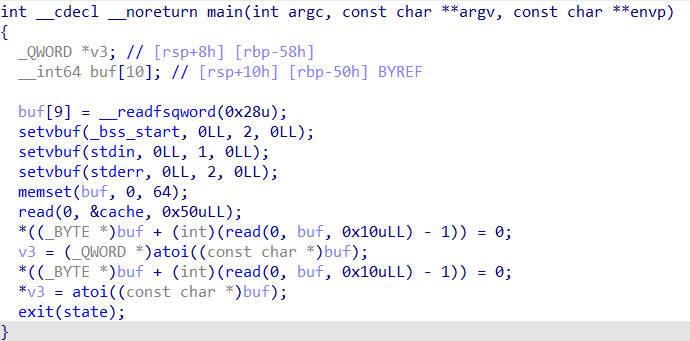 int __cdecl __noreturn main(int argc, const char **argv, const char **envp)
{
  _QWORD *v3; // [rsp+8h] [rbp-58h]
  __int64 buf[10]; // [rsp+10h] [rbp-50h] BYREF

  buf[9] = __readfsqword(0x28u);
  setvbuf(_bss_start, 0LL, 2, 0LL);
  setvbuf(stdin, 0LL, 1, 0LL);
  setvbuf(stderr, 0LL, 2, 0LL);
  memset(buf, 0, 64);
  read(0, &cache, 0x50uLL);
  *((_BYTE *)buf + (int)(read(0, buf, 0x10uLL) - 1)) = 0;
  v3 = (_QWORD *)atoi((const char *)buf);
  *((_BYTE *)buf + (int)(read(0, buf, 0x10uLL) - 1)) = 0;
  *v3 = atoi((const char *)buf);
  exit(state);
}